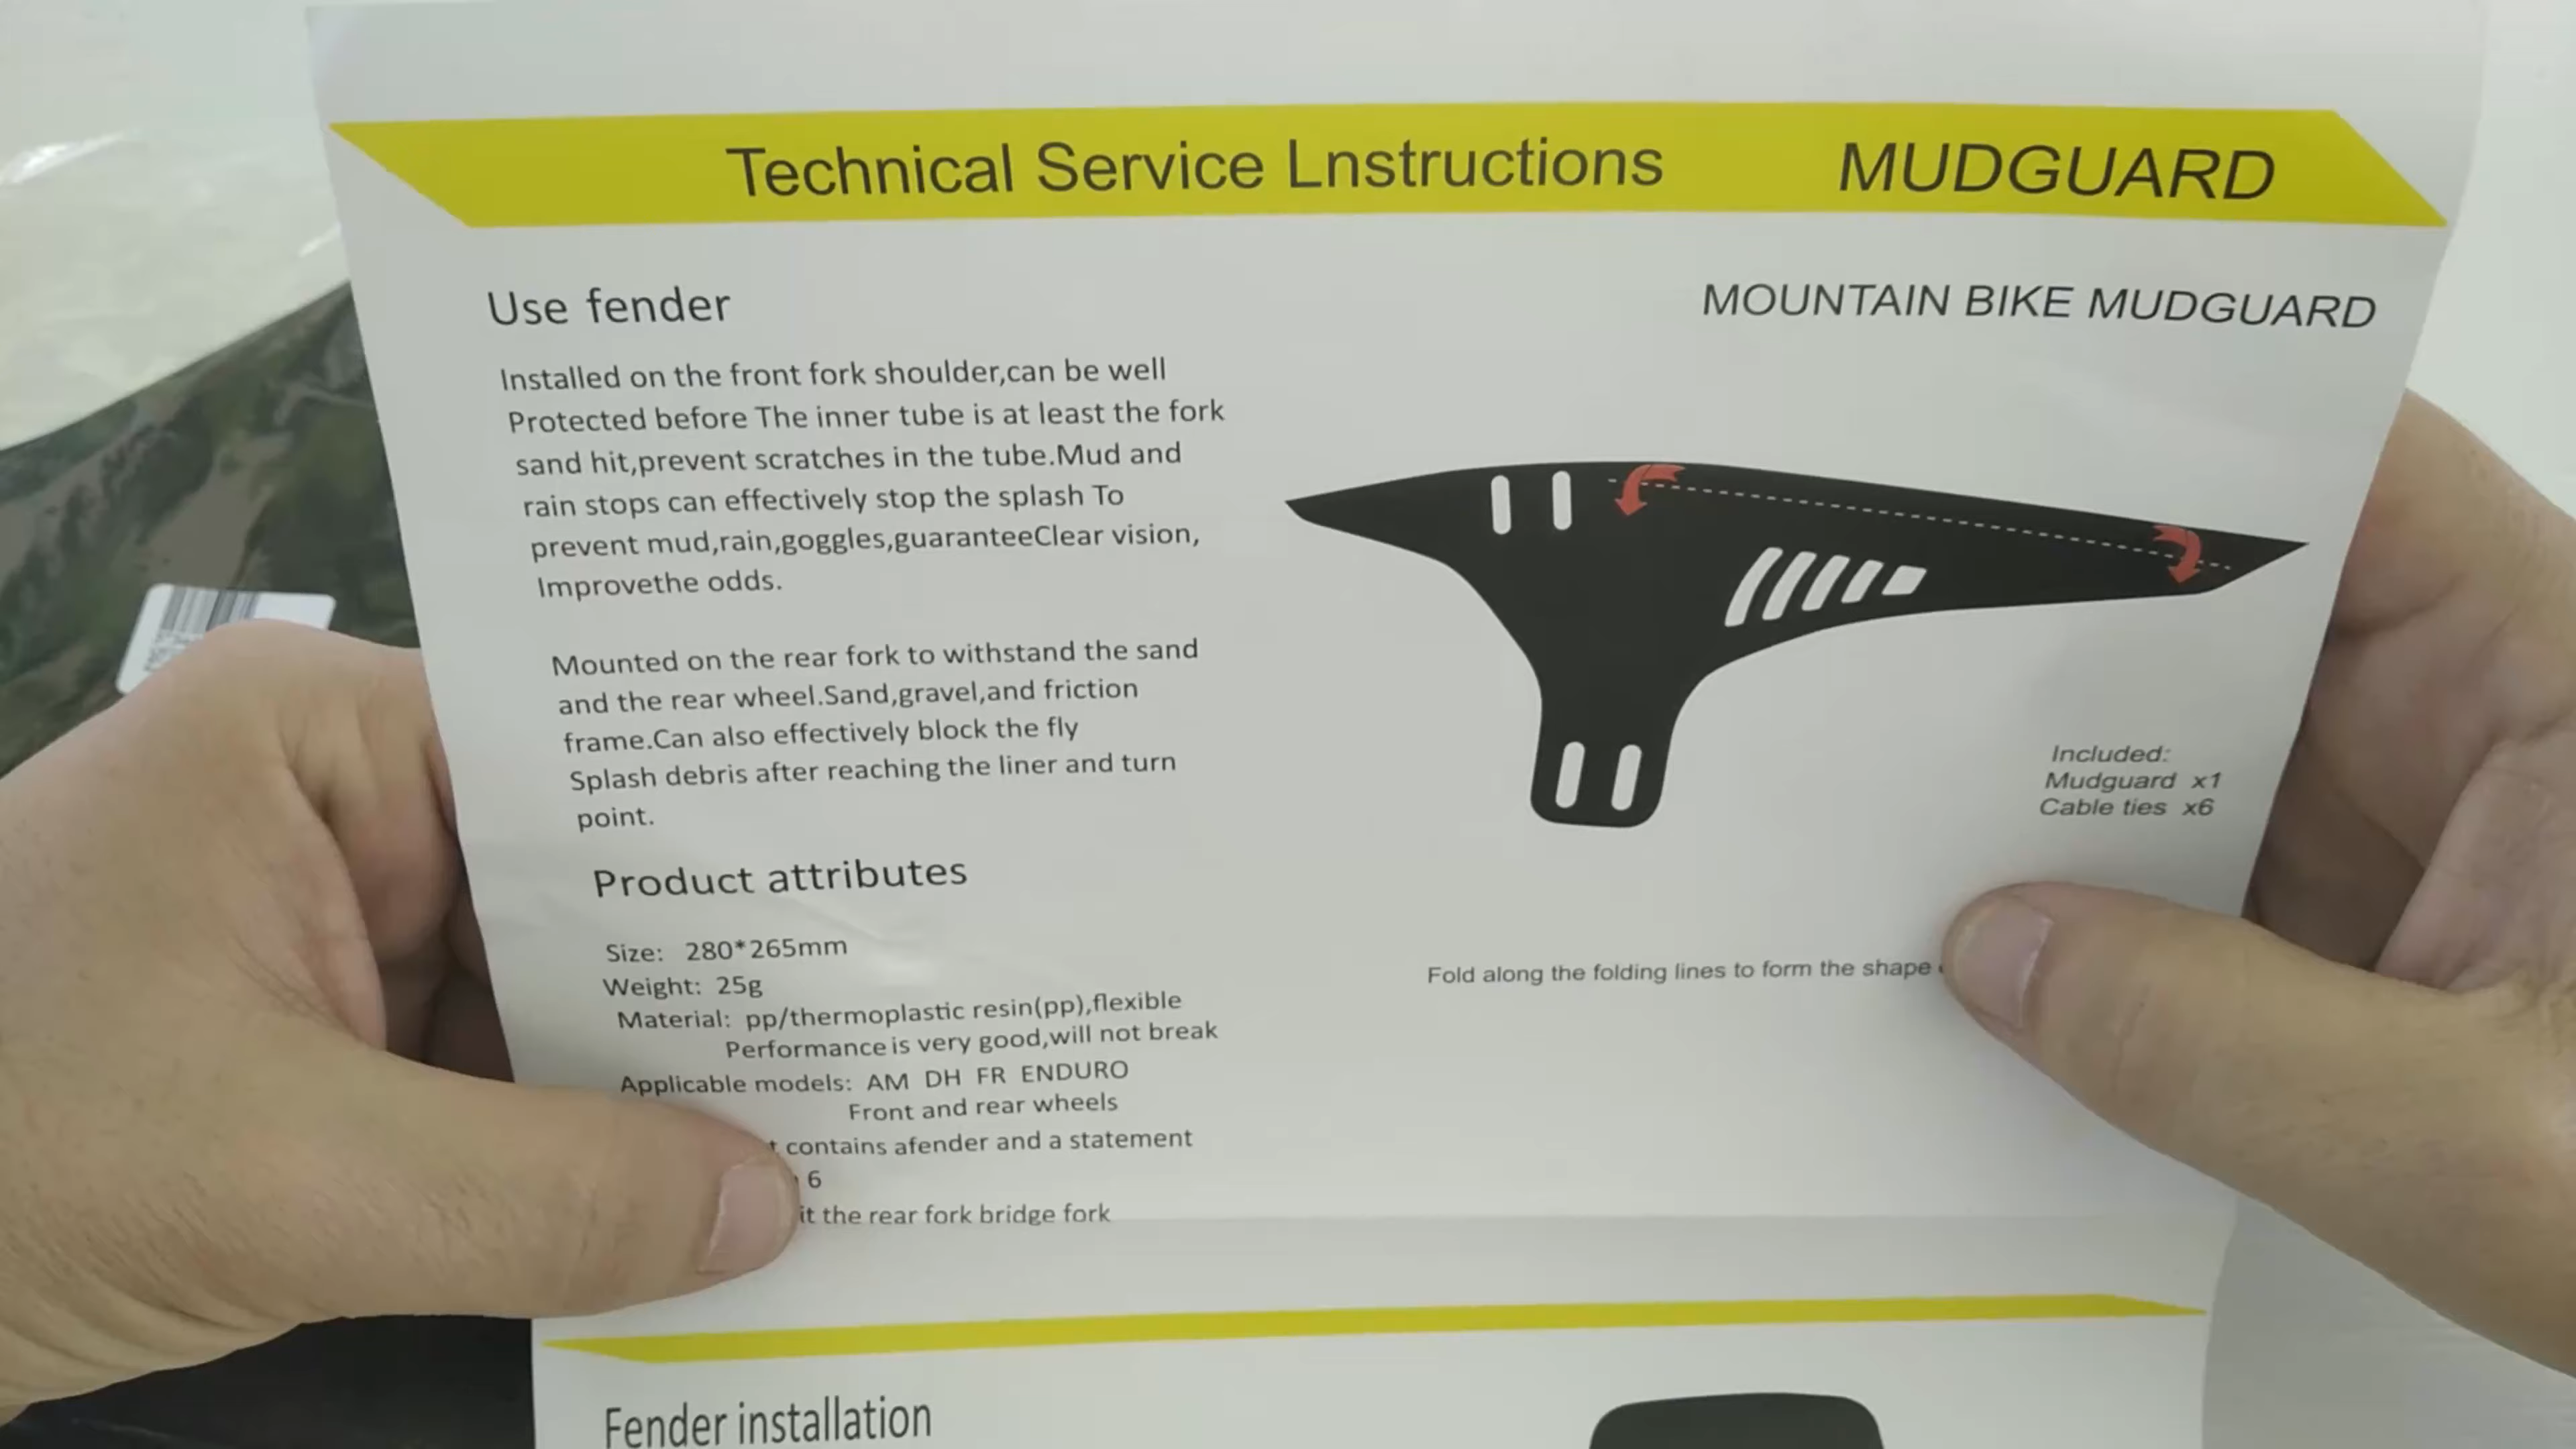 Technical Service Lnstructions MUDGUARD
Use fender
Installed on the front fork shoulder,can be well
Protected before The inner tube is at least the fork
sand hit,prevent scratches in the tube.Mud and
rain stops can effectively stop the splash To
prevent mud,rain,goggles,guaranteeClear vision,
Improvethe odds.
Mounted on the rear fork to withstand the sand
and the rear wheel.Sand,gravel,and friction
frame.Can also effectively block the fly
Splash debris after reaching the liner and turn
point.
Product attributes
Size: 280*265mm
Weight: 25g
Material: pp/thermoplastic resin(pp),flexible
Performance is very good,will not break
Applicable models: AM DH FR ENDURO
Front and rear wheels
contains afender and a statement
6
it the rear fork bridge fork
MOUNTAIN BIKE MUDGUARD
Included:
Mudguard x1
Cable ties x6
Fold along the folding lines to form the shape
Fender installation